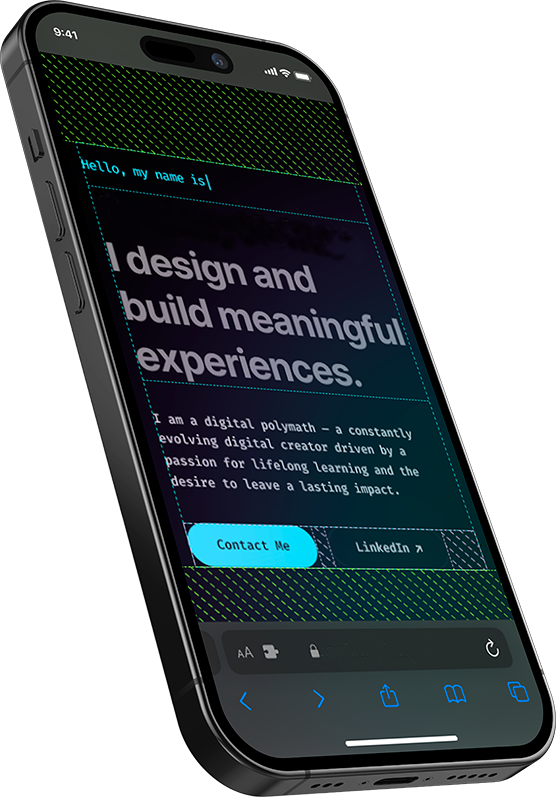 9:41
Hello, my name is|
I design and
build meaningful
experiences.
I am a digital polymath – a constantly
evolving digital creator driven by a
passion for lifelong learning and the
desire to leave a lasting impact.
Contact Me
LinkedIn ↗
AA